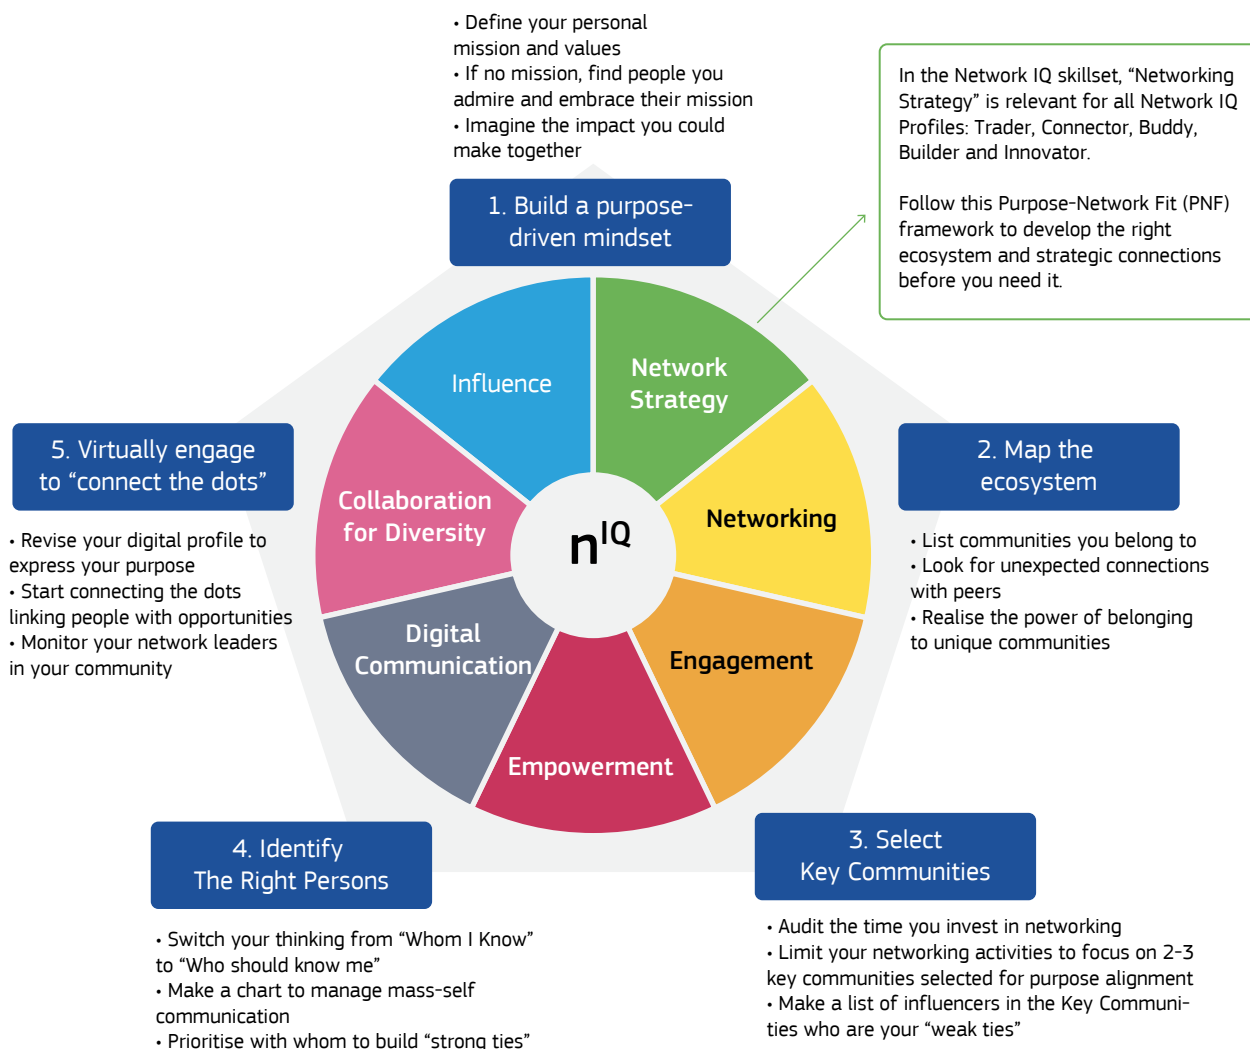 • Define your personal
mission and values
• If no mission, find people you
admire and embrace their mission
• Imagine the impact you could
make together
In the Network IQ skillset, “Networking
Strategy” is relevant for all Network IQ
Profiles: Trader, Connector, Buddy,
Builder and Innovator.
Follow this Purpose-Network Fit (PNF)
framework to develop the right
ecosystem and strategic connections
before you need it.
1. Build a purpose-
driven mindset
Influence
Network
Strategy
5. Virtually engage
to “connect the dots”
2. Map the
ecosystem
Collaboration
for Diversity
nIQ
Networking
• Revise your digital profile to
express your purpose
• Start connecting the dots
linking people with opportunities
• Monitor your network leaders
in your community
• List communities you belong to
• Look for unexpected connections
with peers
• Realise the power of belonging
to unique communities
Digital
Communication
Engagement
Empowerment
4. Identify
The Right Persons
3. Select
Key Communities
• Switch your thinking from “Whom I Know”
to “Who should know me”
• Make a chart to manage mass-self
communication
• Prioritise with whom to build “strong ties”
• Audit the time you invest in networking
• Limit your networking activities to focus on 2-3
key communities selected for purpose alignment
• Make a list of influencers in the Key Communi-
ties who are your “weak ties”